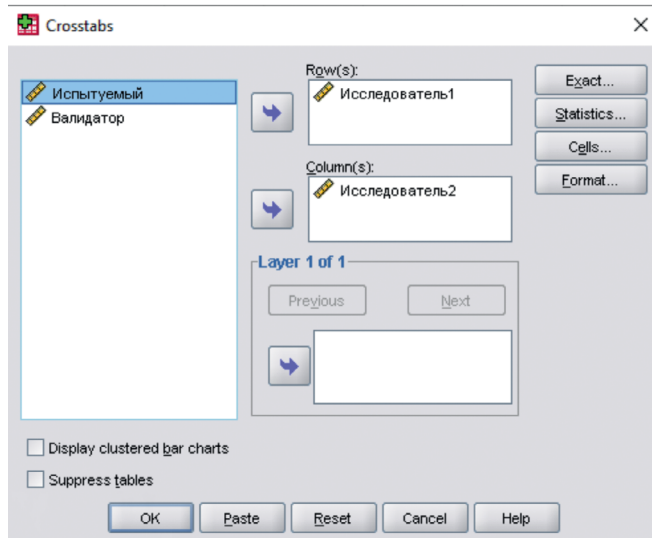 Crosstabs
Испытуемый
Валидатор
Row(s):
Исследователь1
Column(s):
Исследователь2
Layer 1 of 1
Previous
Next
Exact...
Statistics...
Cells...
Format...
Display clustered bar charts
Suppress tables
OK
Paste
Reset
Cancel
Help